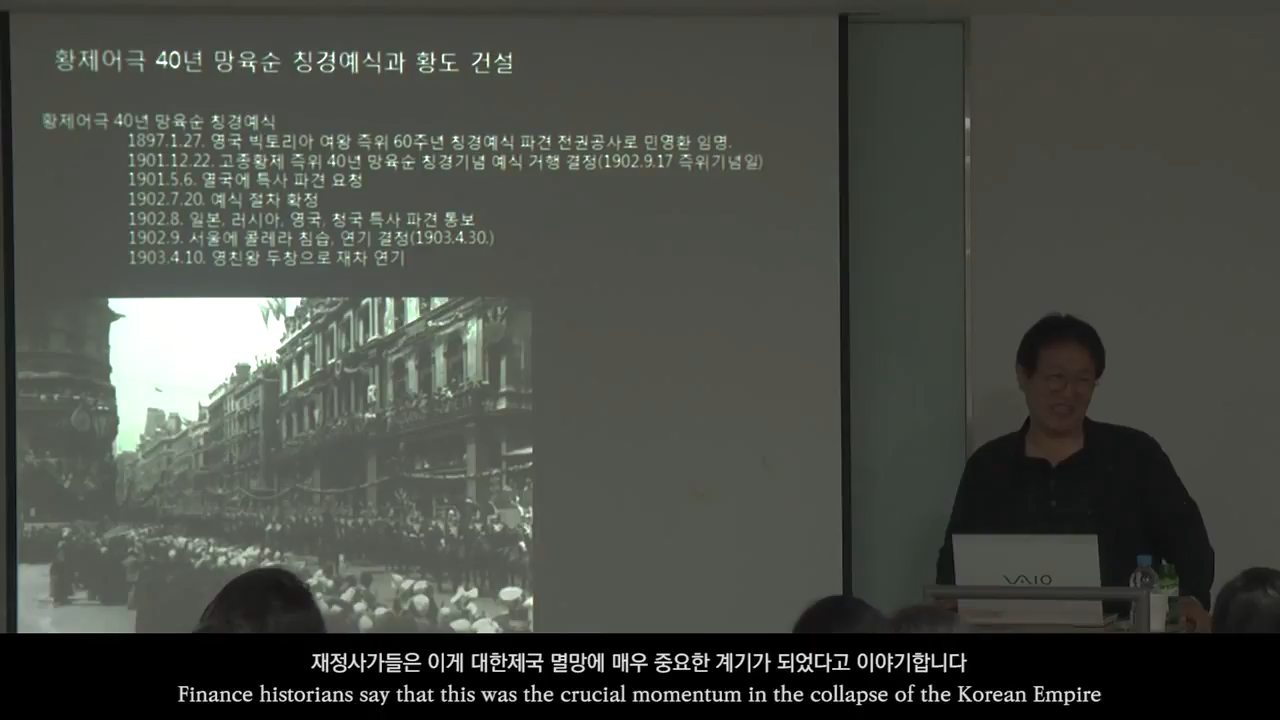 황제어극 40년 망육순 칭경예식과 황도 건설
황제어극 40년 망육순 칭경예식
1897.1.27. 영국 빅토리아 여왕 즉위 60주년 칭경예식 파견 전권공사로 민영환 임명.
1901.12.22. 고종황제 즉위 40년 망육순 칭경기념 예식 거행 결정(1902.9.17 즉위기념일)
1901.5.6. 열국에 특사 파견 요청
1902.7.20. 예식 절차 확정
1902.8. 일본, 러시아, 영국, 청국 특사 파견 통보
1902.9. 서울에 콜레라 침습, 연기 결정(1903.4.30.)
1903.4.10. 영친왕 두창으로 재차 연기
VAIO
재정사가들은 이게 대한제국 멸망에 매우 중요한 계기가 되었다고 이야기합니다
Finance historians say that this was the crucial momentum in the collapse of the Korean Empire